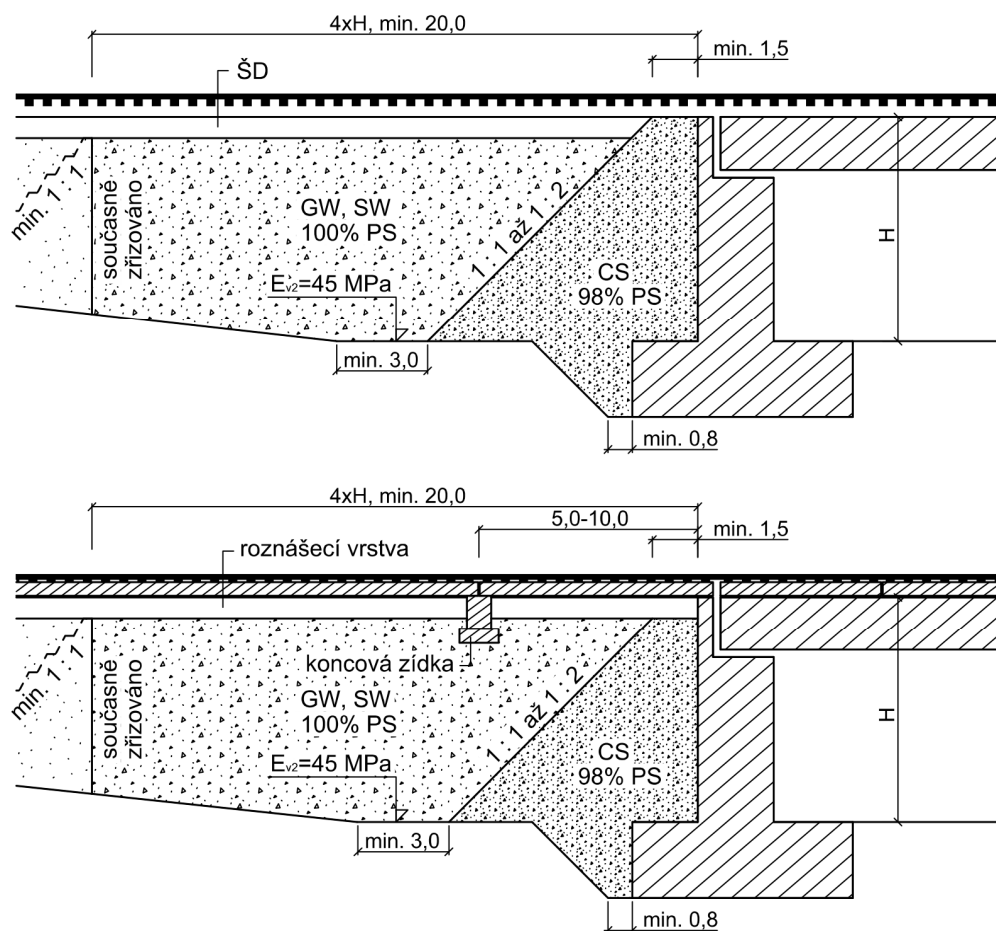 4xH, min. 20,0
min. 1,5
ŠD
min. 1 : 1
současně
zřizováno
GW, SW
100% PS
1 : 1 až 1 : 2
H
CS
98% PS
Ev2=45 MPa
min. 3,0
min. 0,8
4xH, min. 20,0
5,0-10,0
min. 1,5
roznášecí vrstva
koncová zídka
min. 1 : 1
současně
zřizováno
GW, SW
100% PS
1 : 1 až 1 : 2
H
CS
98% PS
Ev2=45 MPa
min. 3,0
min. 0,8